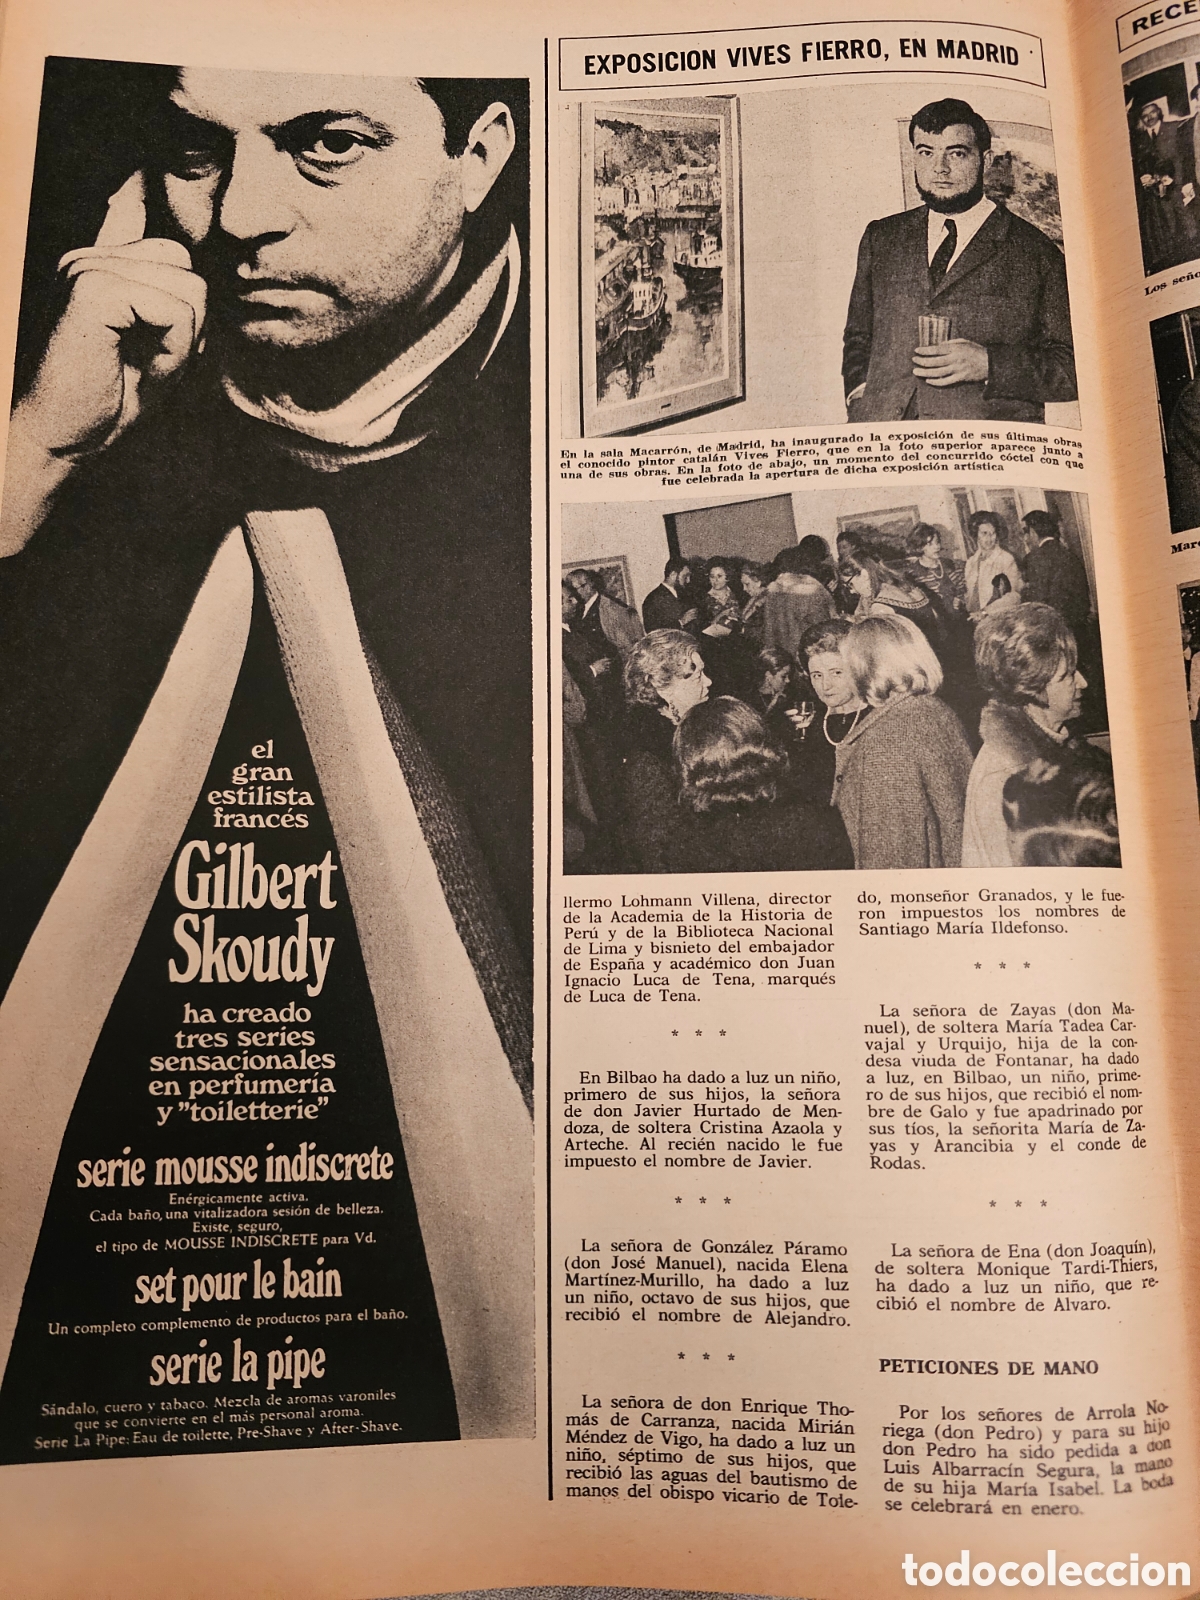 el
gran
estilista
francés
Gilbert
Skoudy
ha creado
tres series
sensacionales
en perfumería
y "toiletterie"
serie mousse indiscrete
Enérgicamente activa.
Cada baño, una vitalizadora sesión de belleza.
Existe, seguro,
el tipo de MOUSSE INDISCRETE para Vd.
set pour le bain
Un completo complemento de productos para el baño.
serie la pipe
Sándalo, cuero y tabaco. Mezcla de aromas varoniles
que se convierte en el más personal aroma.
Serie La Pipe: Eau de toilette, Pre-Shave y After-Shave.
EXPOSICION VIVES FIERRO, EN MADRID
En la sala Macarrón, de Madrid, ha inaugurado la exposición de sus últimas obras
el conocido pintor catalán Vives Fierro, que en la foto superior aparece junto a
una de sus obras. En la foto de abajo, un momento del concurrido cóctel con que
fue celebrada la apertura de dicha exposición artística
llermo Lohmann Villena, director
de la Academia de la Historia de
Perú y de la Biblioteca Nacional
de Lima y bisnieto del embajador
de España y académico don Juan
Ignacio Luca de Tena, marqués
de Luca de Tena.
* * *
En Bilbao ha dado a luz un niño,
primero de sus hijos, la señora
de don Javier Hurtado de Men-
doza, de soltera Cristina Azaola y
Arteche. Al recién nacido le fue
impuesto el nombre de Javier.
* * *
La señora de González Páramo
(don José Manuel), nacida Elena
Martínez-Murillo, ha dado a luz
un niño, octavo de sus hijos, que
recibió el nombre de Alejandro.
* * *
La señora de don Enrique Tho-
más de Carranza, nacida Mirián
Méndez de Vigo, ha dado a luz un
niño, séptimo de sus hijos, que
recibió las aguas del bautismo de
manos del obispo vicario de Tole-
do, monseñor Granados, y le fue-
ron impuestos los nombres de
Santiago María Ildefonso.
* * *
La señora de Zayas (don Ma-
nuel), de soltera María Tadea Car-
vajal y Urquijo, hija de la con-
desa viuda de Fontanar, ha dado
a luz, en Bilbao, un niño, prime-
ro de sus hijos, que recibió el nom-
bre de Galo y fue apadrinado por
sus tíos, la señorita María de Za-
yas y Arancibia y el conde de
Rodas.
* * *
La señora de Ena (don Joaquín),
de soltera Monique Tardi-Thiers,
ha dado a luz un niño, que re-
cibió el nombre de Alvaro.
PETICIONES DE MANO
Por los señores de Arrola No-
riega (don Pedro) y para su hijo
don Pedro ha sido pedida a don
Luis Albarracín Segura, la mano
de su hija María Isabel. La boda
se celebrará en enero.
RECE
Los seño
Marc
todocoleccion